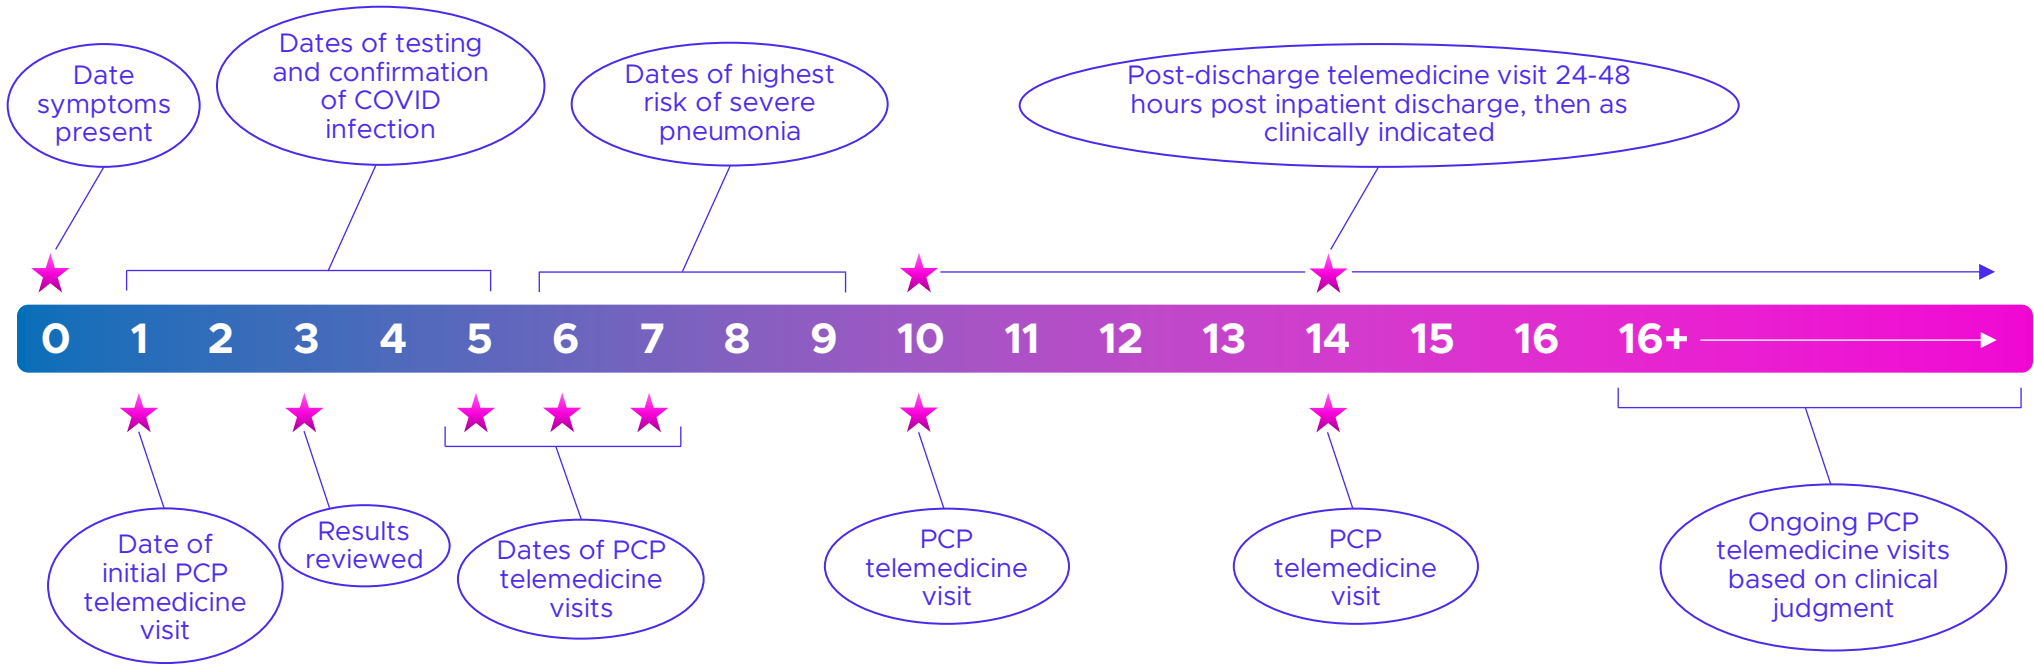 Date
symptoms
present
Dates of testing
and confirmation
of COVID
infection
Dates of highest
risk of severe
pneumonia
Post-discharge telemedicine visit 24-48
hours post inpatient discharge, then as
clinically indicated
0 1 2 3 4 5 6 7 8 9 10 11 12 13 14 15 16 16+
Date of
initial PCP
telemedicine
visit
Results
reviewed
Dates of PCP
telemedicine
visits
PCP
telemedicine
visit
PCP
telemedicine
visit
Ongoing PCP
telemedicine visits
based on clinical
judgment